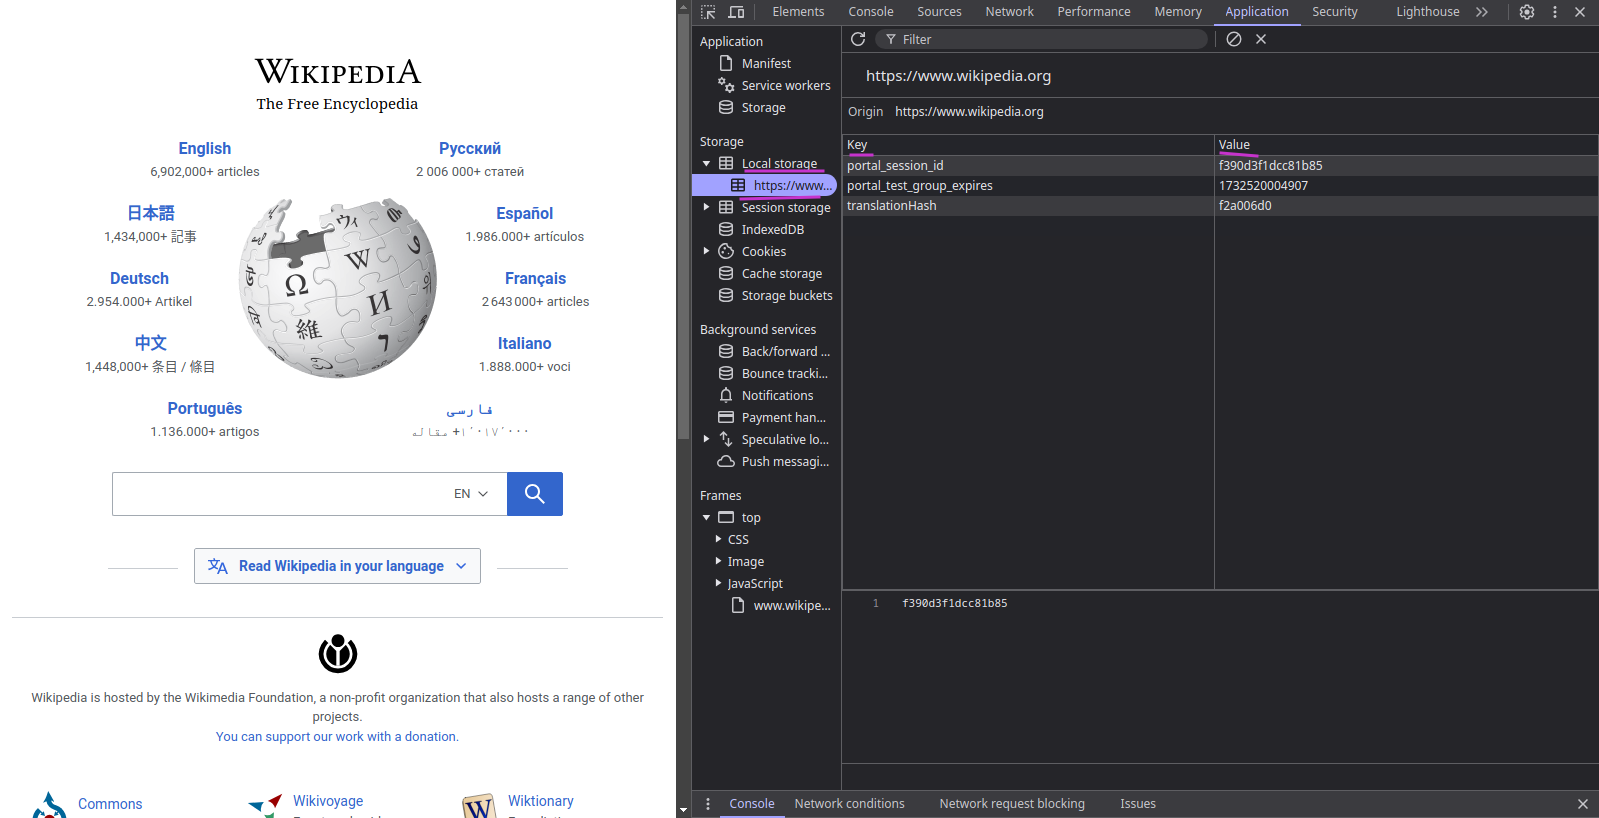 WIKIPEDIA
The Free Encyclopedia
English
6,902,000+ articles
Русский
2 006 000+ статей
日本語
1,434,000+ 記事
Español
1.986.000+ artículos
Deutsch
2.954.000+ Artikel
Français
2 643 000+ articles
中文
1,448,000+ 条目 / 條目
Italiano
1.888.000+ voci
Português
1.136.000+ artigos
فارسی
۱٬۰۱۷٬۰۰۰+ مقاله
Ω
W
И
維
ウィ
EN
Read Wikipedia in your language
Wikipedia is hosted by the Wikimedia Foundation, a non-profit organization that also hosts a range of other
projects.
You can support our work with a donation.
Commons
Wikivoyage
Wiktionary
W
Elements
Console
Sources
Network
Performance
Memory
Application
Security
Lighthouse
Application
Manifest
Service workers
Storage
Storage
Local storage
https://www...
Session storage
IndexedDB
Cookies
Cache storage
Storage buckets
Background services
Back/forward ...
Bounce tracki...
Notifications
Payment han...
Speculative lo...
Push messagi...
Frames
top
CSS
Image
JavaScript
www.wikipe...
Filter
https://www.wikipedia.org
Origin https://www.wikipedia.org
Key Value
portal_session_id f390d3f1dcc81b85
portal_test_group_expires 1732520004907
translationHash f2a006d0
1 f390d3f1dcc81b85
Console
Network conditions
Network request blocking
Issues